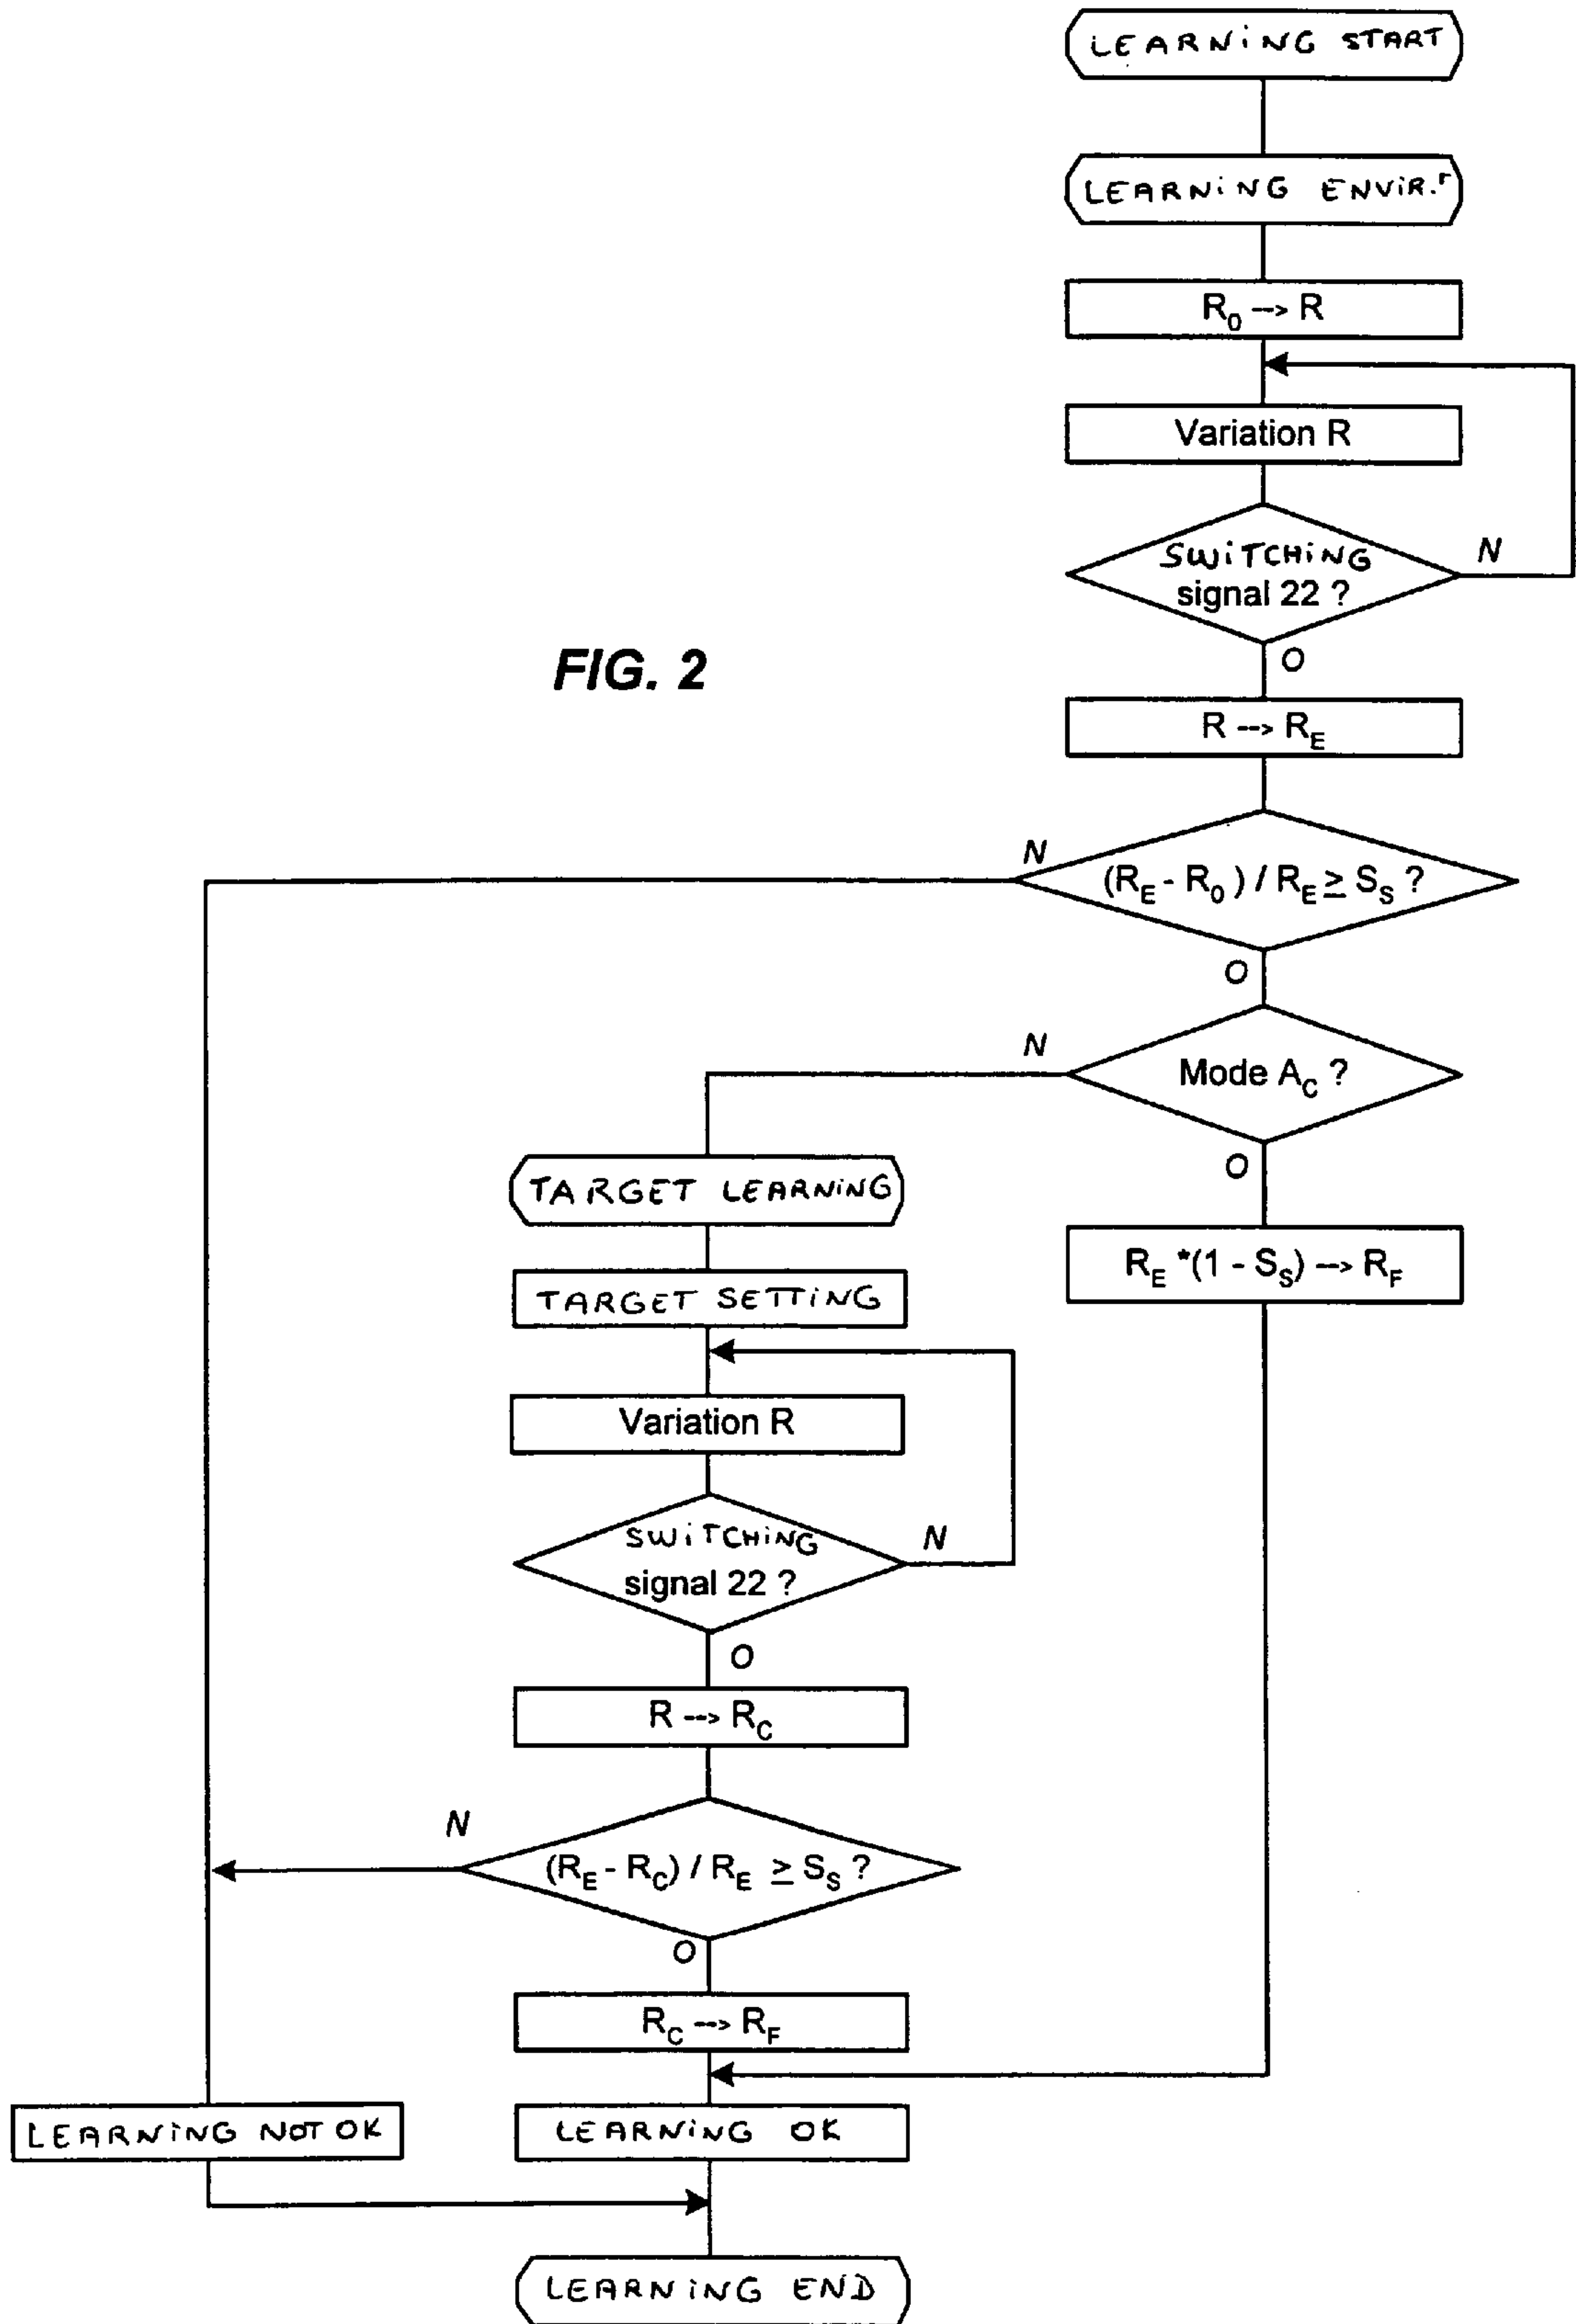 LEARNiNG START
LEARNiNG ENVIR.r
R0 --> R
Variation R
SWiTCHiNG
signal 22 ?
N
O
FIG. 2
R --> RE
N
(RE - R0) / RE ≥ SS ?
O
N
Mode AC ?
O
TARGET LEARNiNG
RE *(1 - SS) --> RF
TARGET SETTiNG
Variation R
SWiTCHiNG
signal 22 ?
N
O
R --> RC
N
(RE - RC) / RE ≥ SS ?
O
RC --> RF
LEARNiNG NOT OK
LEARNiNG OK
LEARNiNG END